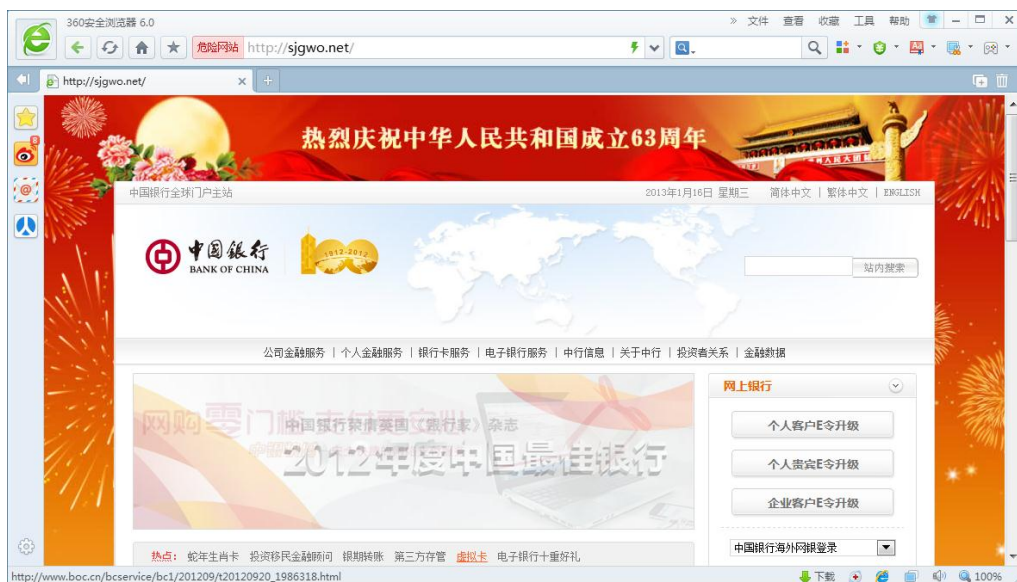 360安全浏览器 6.0
» 文件 查看 收藏 工具 帮助
危险网站 http://sjgwo.net/
http://sjgwo.net/
热烈庆祝中华人民共和国成立63周年
中国银行全球门户主站 2013年1月16日 星期三 简体中文 | 繁体中文 | ENGLISH
中国银行 BANK OF CHINA 1912-2012
站内搜索
公司金融服务 | 个人金融服务 | 银行卡服务 | 电子银行服务 | 中行信息 | 关于中行 | 投资者关系 | 金融数据
网购零门槛 支付要安心
中国银行荣膺英国《银行家》杂志
2012年度中国最佳银行
网上银行
个人客户E令升级
个人贵宾E令升级
企业客户E令升级
中国银行海外网银登录
热点: 蛇年生肖卡 投资移民金融顾问 银期转账 第三方存管 虚拟卡 电子银行十重好礼
http://www.boc.cn/bcservice/bc1/201209/t20120920_1986318.html
下载 100%